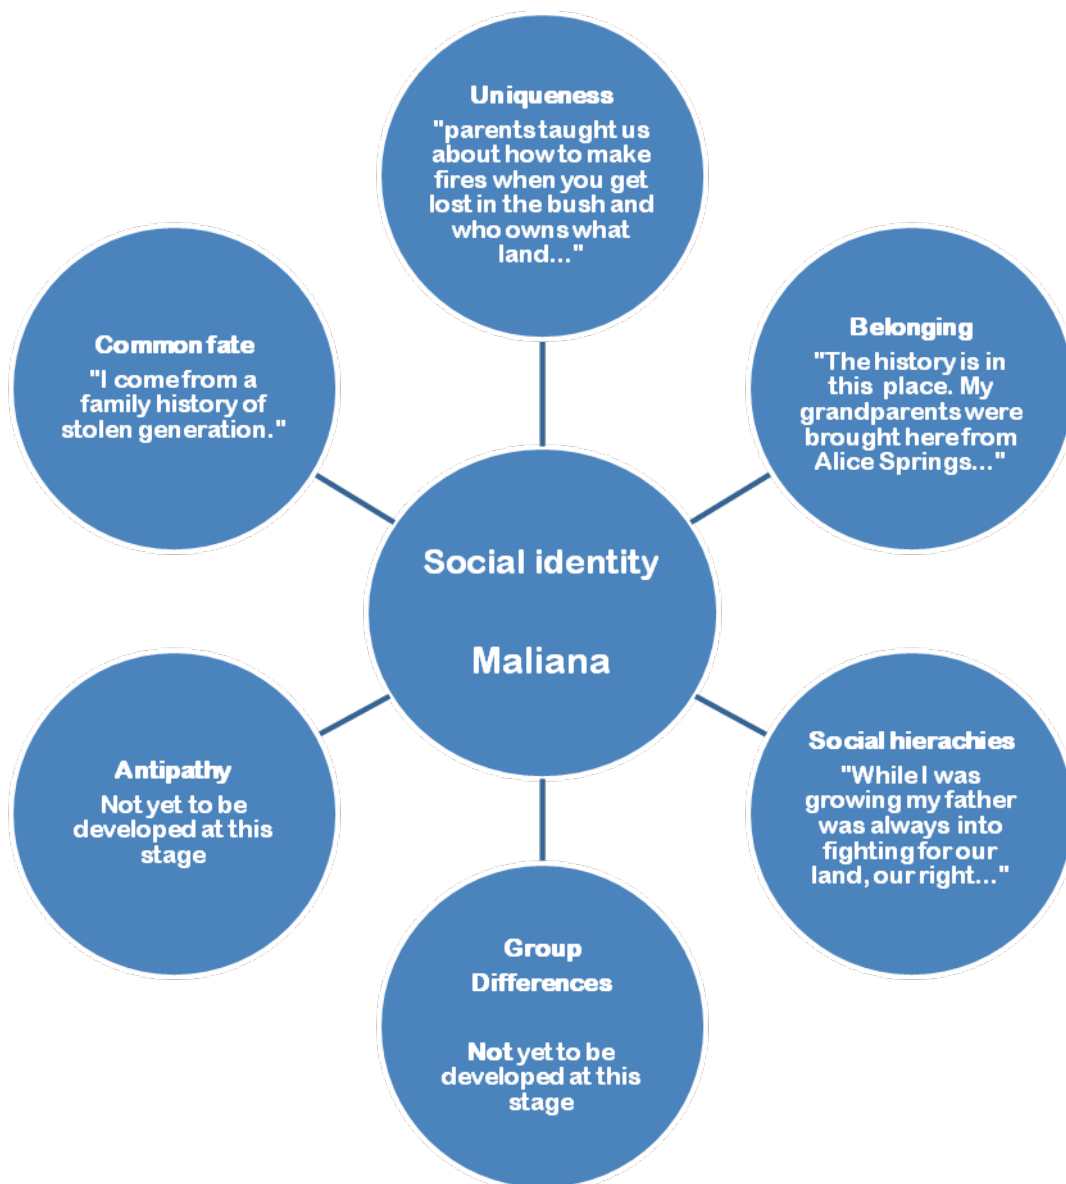 Uniqueness
"parents taught us
about how to make
fires when you get
lost in the bush and
who owns what
land..."
Common fate
"I come from a
family history of
stolen generation."
Belonging
"The history is in
this place. My
grandparents were
brought here from
Alice Springs..."
Social identity
Maliana
Antipathy
Not yet to be
developed at this
stage
Social hierachies
"While I was
growing my father
was always into
fighting for our
land, our right..."
Group
Differences
Not yet to be
developed at this
stage